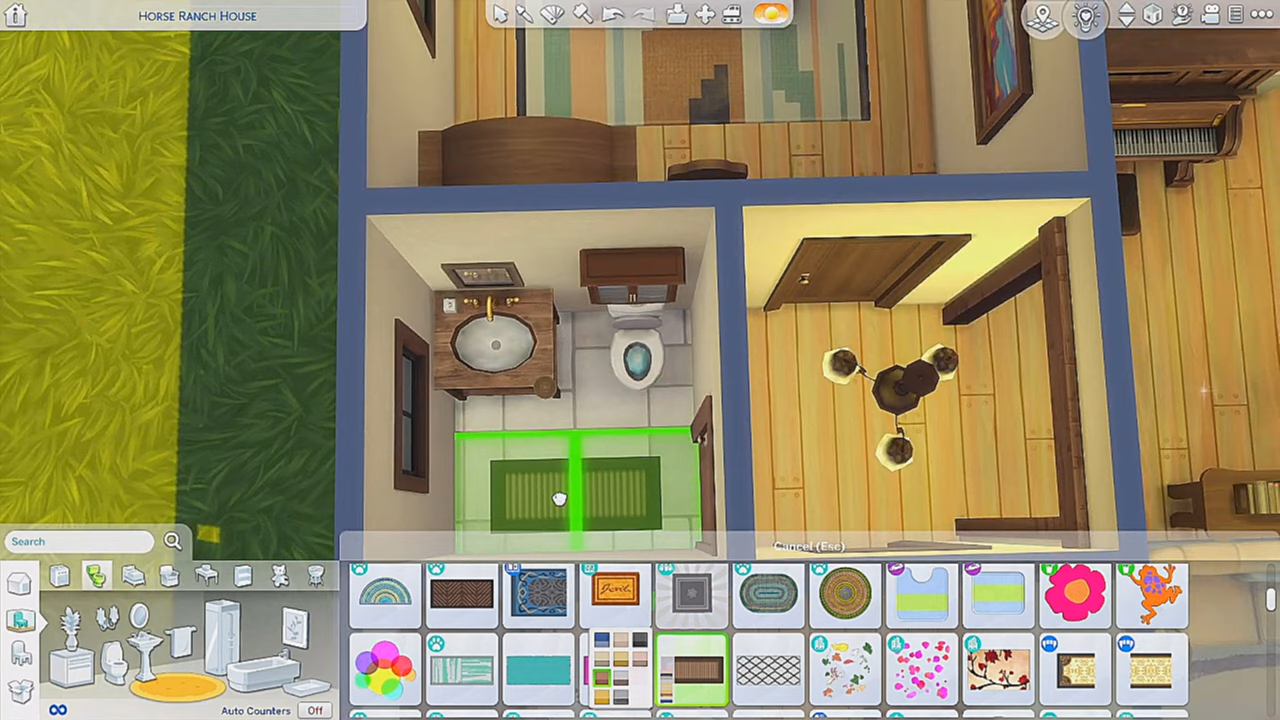 HORSE RANCH HOUSE
Cancel (Esc)
Search
Auto Counters
Off